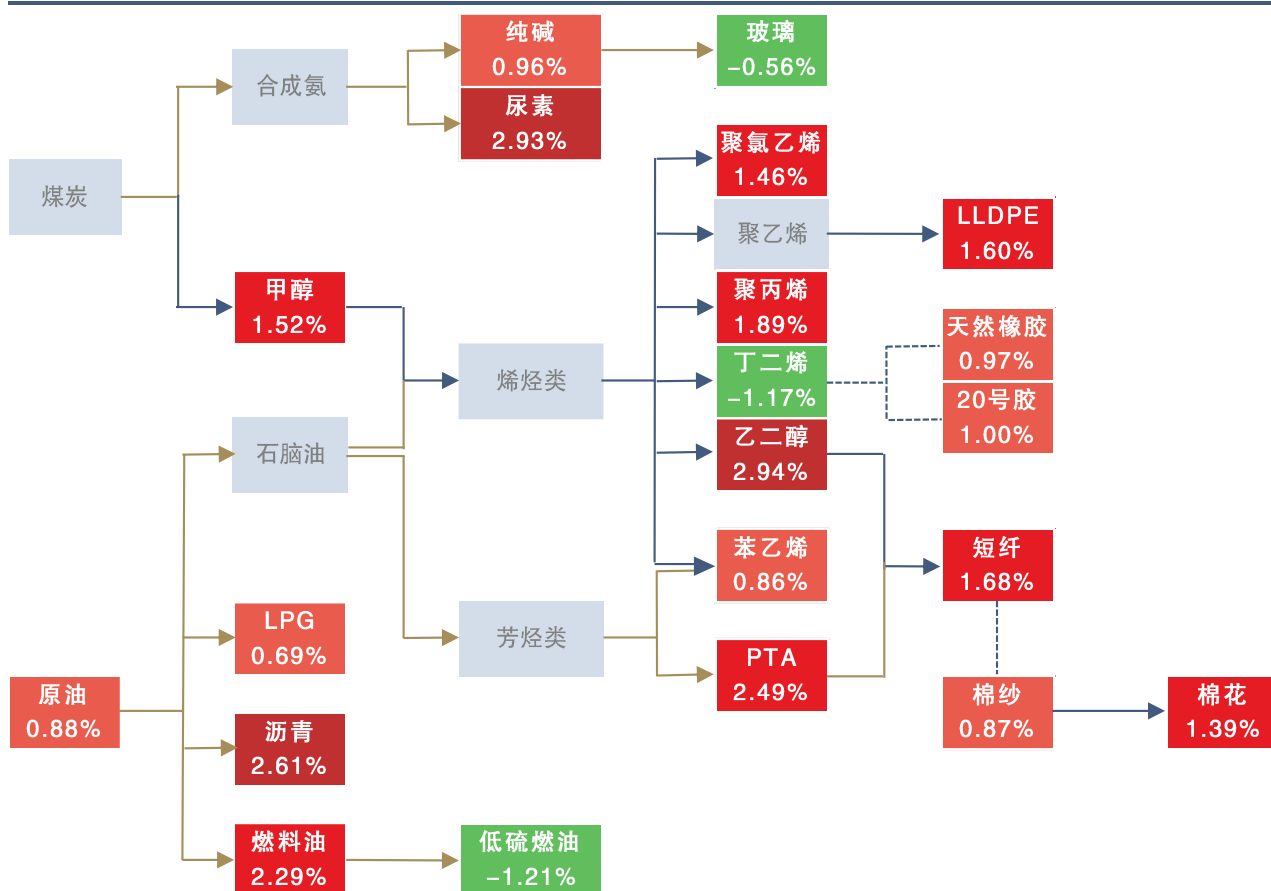 纯碱
0.96%
玻璃
-0.56%
合成氨
尿素
2.93%
聚氯乙烯
1.46%
煤炭
聚乙烯
LLDPE
1.60%
甲醇
1.52%
聚丙烯
1.89%
天然橡胶
0.97%
烯烃类
丁二烯
-1.17%
20号胶
1.00%
石脑油
乙二醇
2.94%
苯乙烯
0.86%
短纤
1.68%
LPG
0.69%
芳烃类
PTA
2.49%
原油
0.88%
棉纱
0.87%
棉花
1.39%
沥青
2.61%
燃料油
2.29%
低硫燃油
-1.21%